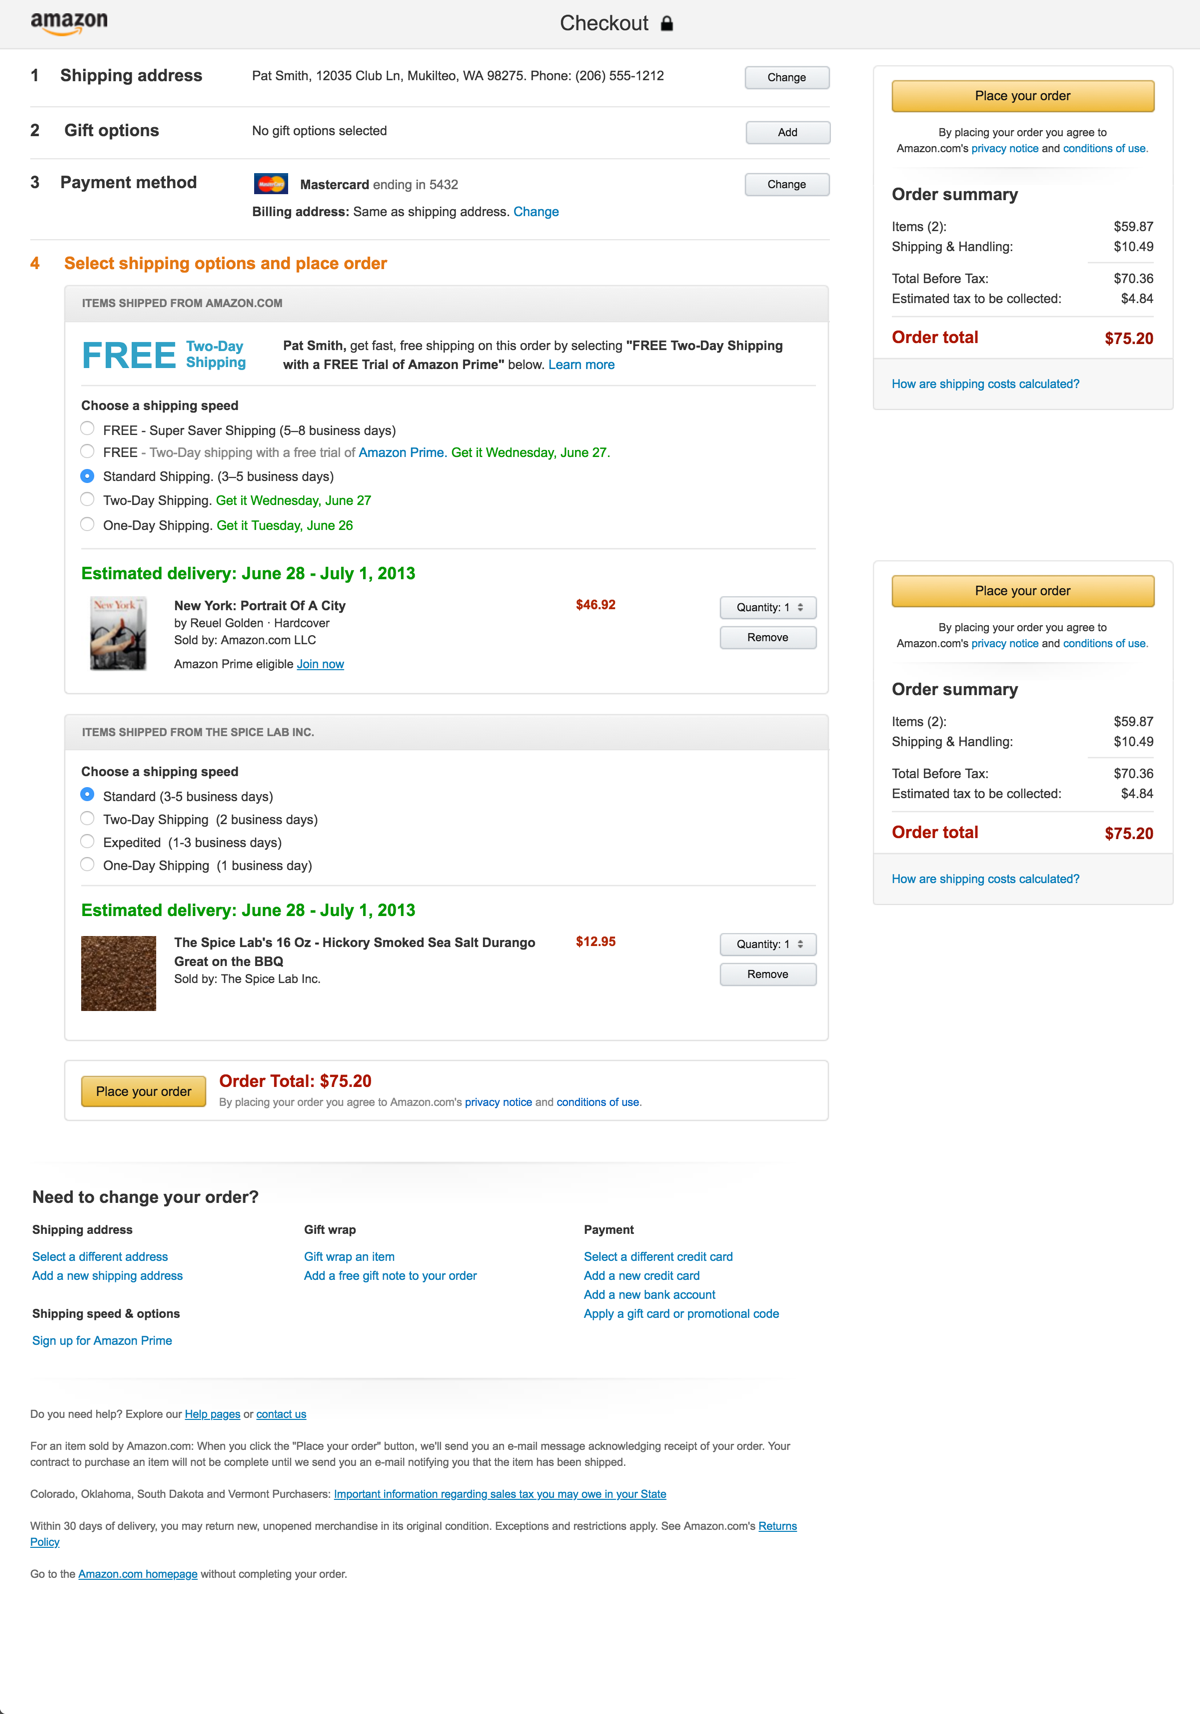 amazon
Checkout
1 Shipping address
Pat Smith, 12035 Club Ln, Mukilteo, WA 98275. Phone: (206) 555-1212
Change
2 Gift options
No gift options selected
Add
3 Payment method
MasterCard
Mastercard ending in 5432
Change
Billing address: Same as shipping address. Change
4 Select shipping options and place order
ITEMS SHIPPED FROM AMAZON.COM
FREE Two-Day Shipping
Pat Smith, get fast, free shipping on this order by selecting "FREE Two-Day Shipping
with a FREE Trial of Amazon Prime" below. Learn more
Choose a shipping speed
FREE - Super Saver Shipping (5–8 business days)
FREE - Two-Day shipping with a free trial of Amazon Prime. Get it Wednesday, June 27.
Standard Shipping. (3–5 business days)
Two-Day Shipping. Get it Wednesday, June 27
One-Day Shipping. Get it Tuesday, June 26
Estimated delivery: June 28 - July 1, 2013
New York
New York: Portrait Of A City
by Reuel Golden · Hardcover
Sold by: Amazon.com LLC
Amazon Prime eligible Join now
$46.92
Quantity: 1
Remove
ITEMS SHIPPED FROM THE SPICE LAB INC.
Choose a shipping speed
Standard (3-5 business days)
Two-Day Shipping (2 business days)
Expedited (1-3 business days)
One-Day Shipping (1 business day)
Estimated delivery: June 28 - July 1, 2013
The Spice Lab's 16 Oz - Hickory Smoked Sea Salt Durango
Great on the BBQ
Sold by: The Spice Lab Inc.
$12.95
Quantity: 1
Remove
Place your order
Order Total: $75.20
By placing your order you agree to Amazon.com's privacy notice and conditions of use.
Place your order
By placing your order you agree to
Amazon.com's privacy notice and conditions of use.
Order summary
Items (2): $59.87
Shipping & Handling: $10.49
Total Before Tax: $70.36
Estimated tax to be collected: $4.84
Order total $75.20
How are shipping costs calculated?
Place your order
By placing your order you agree to
Amazon.com's privacy notice and conditions of use.
Order summary
Items (2): $59.87
Shipping & Handling: $10.49
Total Before Tax: $70.36
Estimated tax to be collected: $4.84
Order total $75.20
How are shipping costs calculated?
Need to change your order?
Shipping address
Select a different address
Add a new shipping address
Shipping speed & options
Sign up for Amazon Prime
Gift wrap
Gift wrap an item
Add a free gift note to your order
Payment
Select a different credit card
Add a new credit card
Add a new bank account
Apply a gift card or promotional code
Do you need help? Explore our Help pages or contact us
For an item sold by Amazon.com: When you click the "Place your order" button, we'll send you an e-mail message acknowledging receipt of your order. Your
contract to purchase an item will not be complete until we send you an e-mail notifying you that the item has been shipped.
Colorado, Oklahoma, South Dakota and Vermont Purchasers: Important information regarding sales tax you may owe in your State
Within 30 days of delivery, you may return new, unopened merchandise in its original condition. Exceptions and restrictions apply. See Amazon.com's Returns
Policy
Go to the Amazon.com homepage without completing your order.